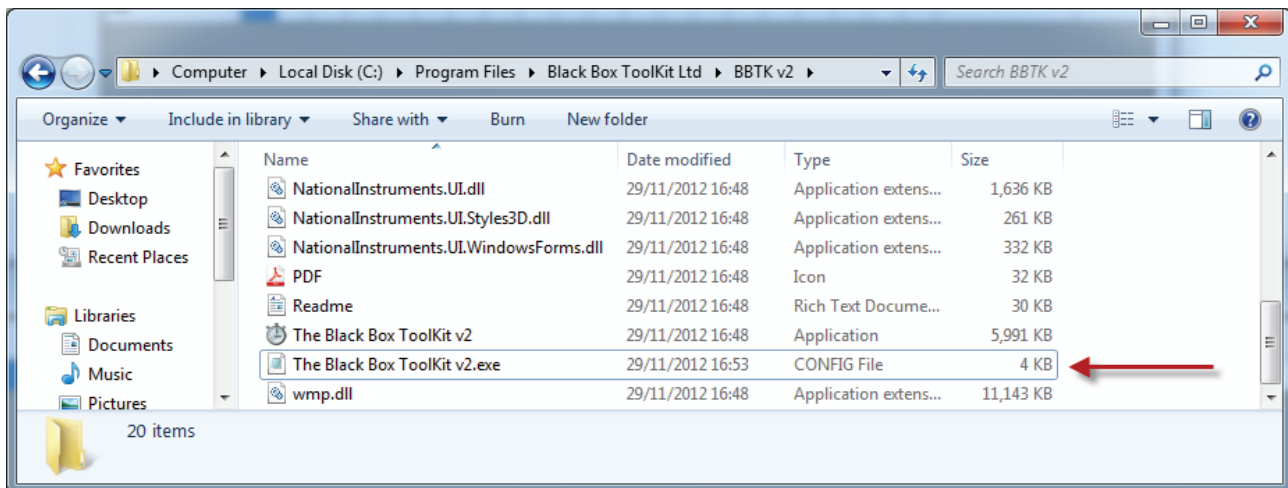 Computer Local Disk (C:) Program Files Black Box ToolKit Ltd BBTK v2 Search BBTK v2
Organize Include in library Share with Burn New folder
Favorites
Desktop
Downloads
Recent Places
Libraries
Documents
Music
Pictures
Name Date modified Type Size
NationalInstruments.UI.dll 29/11/2012 16:48 Application extens... 1,636 KB
NationalInstruments.UI.Styles3D.dll 29/11/2012 16:48 Application extens... 261 KB
NationalInstruments.UI.WindowsForms.dll 29/11/2012 16:48 Application extens... 332 KB
PDF 29/11/2012 16:48 Icon 32 KB
Readme 29/11/2012 16:48 Rich Text Docume... 30 KB
The Black Box ToolKit v2 29/11/2012 16:48 Application 5,991 KB
The Black Box ToolKit v2.exe 29/11/2012 16:53 CONFIG File 4 KB
wmp.dll 29/11/2012 16:48 Application extens... 11,143 KB
20 items